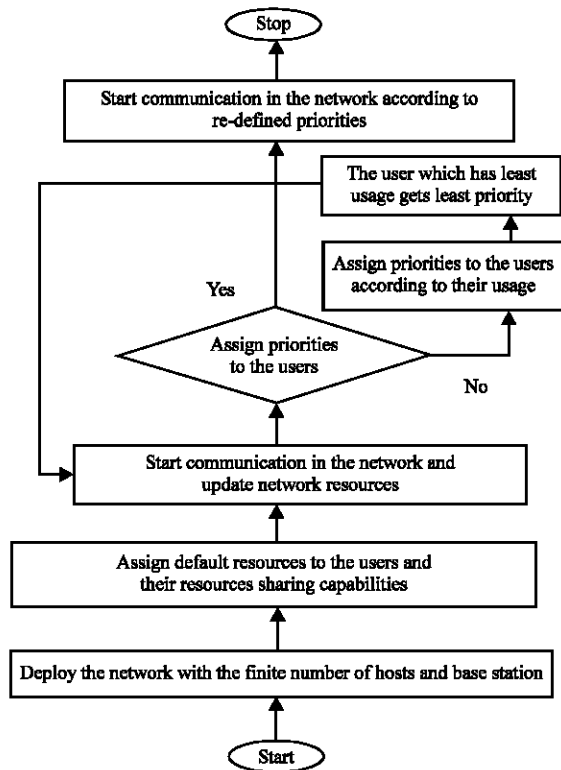 Stop
Start communication in the network according to
re-defined priorities
The user which has least
usage gets least priority
Assign priorities to the users
according to their usage
Yes
Assign priorities
to the users
No
Start communication in the network and
update network resources
Assign default resources to the users and
their resources sharing capabilities
Deploy the network with the finite number of hosts and base station
Start